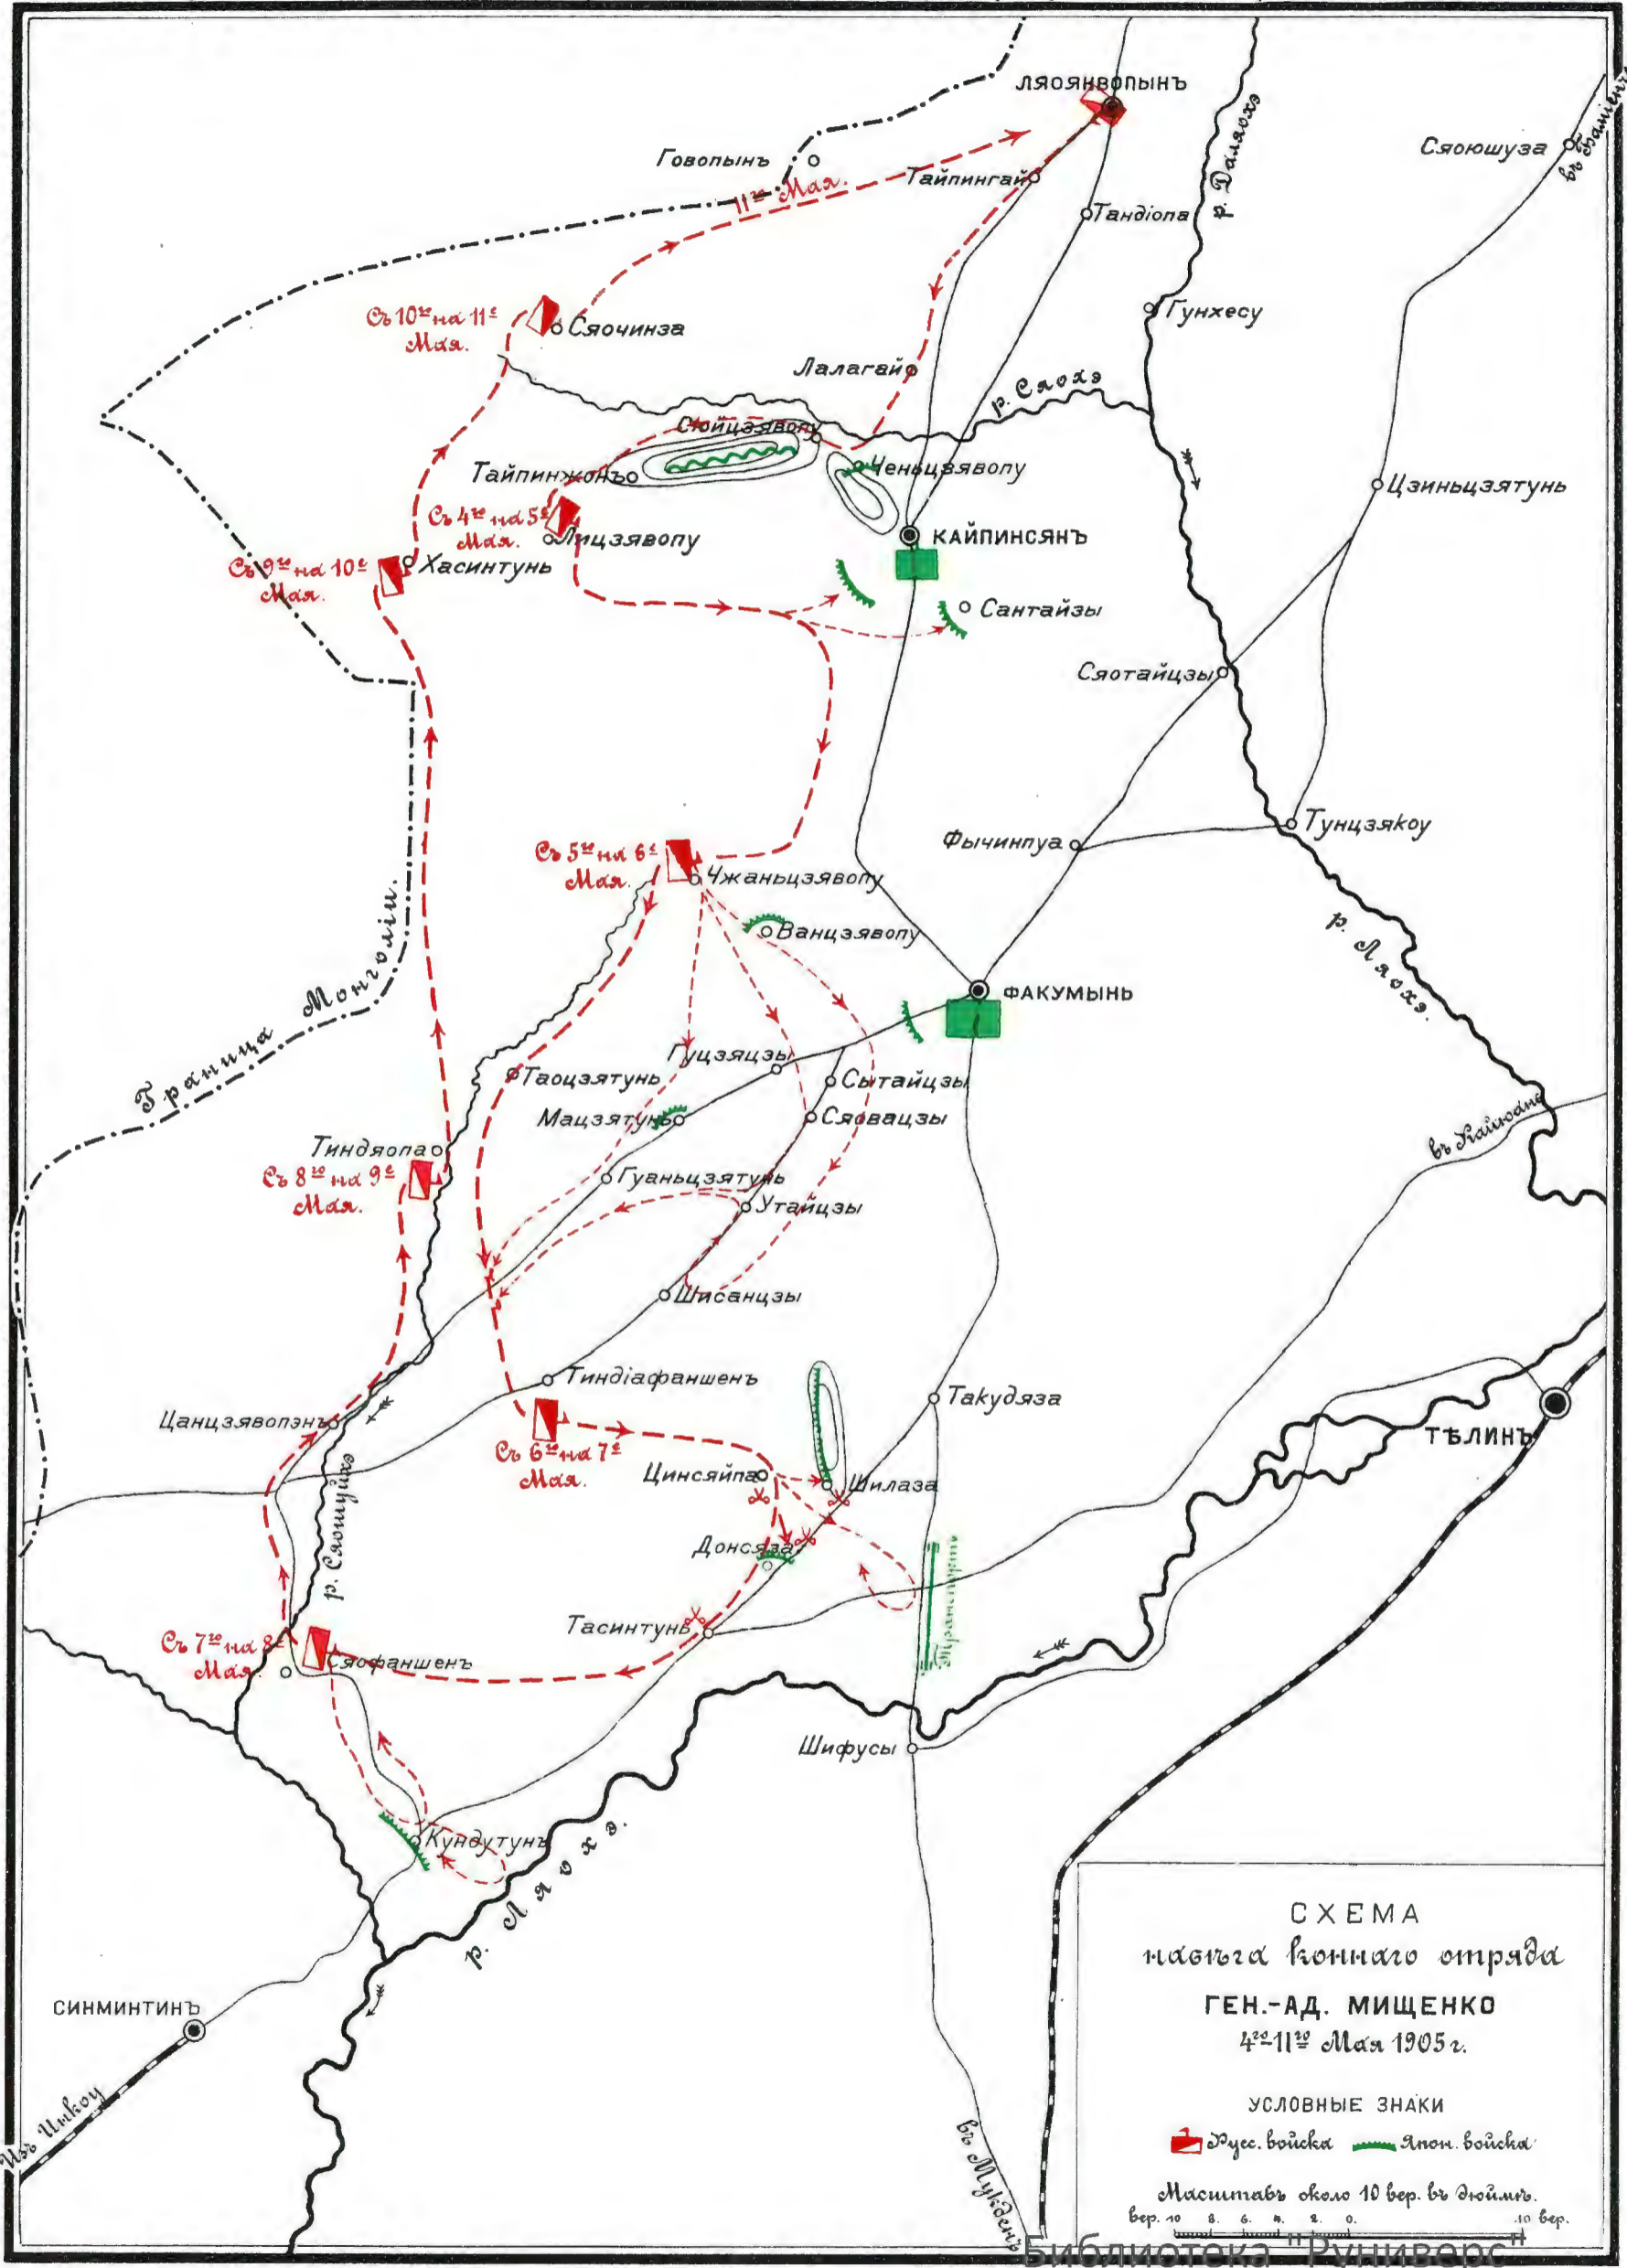 ЛЯОЯНВОПЫНЪ
Говопынъ
11го Мая.
Тайпингай
Тандіопа
р. Даляохэ
Сяоюшуза
Съ 10го на 11е
Мая.
Сяочинза
Гунхесу
Лалагай
р. Сяохэ
Сюйцзявопу
Тайпинжонъ
Ченьцзявопу
Цзиньцзятунь
Съ 4го на 5е
Мая.
Лицзявопу
КАЙПИНСЯНЪ
Съ 9го на 10е
Мая.
Хасинтунь
Сантайзы
Сяотайцзы
Тунцзякоу
Фычинпуа
Съ 5го на 6е
Мая.
Чжаньцзявопу
Ванцзявопу
р. Ляохэ.
ФАКУМЫНЬ
Граница Монголіи.
Гуцзяцзы
Таоцзятунь
Сытайцзы
Мацзятунь
Сяовацзы
въ Кайюань
Тиндяопа
Съ 8го на 9е
Мая.
Гуаньцзятунь
Утайцзы
Шисанцзы
Тиндіафаншенъ
Такудяза
Цанцзявопэнъ
ТѢЛИНЪ
Съ 6го на 7е
Мая.
Цинсяйпа
Шилаза
р. Сяошуйхэ
Донсяза
Транспортъ
Тасинтунь
Съ 7го на 8е
Мая.
Сяофаншенъ
Шифусы
Кундутунъ
р. Ляохэ.
СИНМИНТИНЪ
Изъ Инкоу
въ Мукденъ
СХЕМА
набѣга коннаго отряда
ГЕН.-АД. МИЩЕНКО
4го-11го Мая 1905 г.
УСЛОВНЫЕ ЗНАКИ
Русс. войска Япон. войска
Масштабъ около 10 вер. въ дюймѣ.
вер. 10 8. 6. 4. 2. 0. 10 вер.
Библиотека "Руниверс"